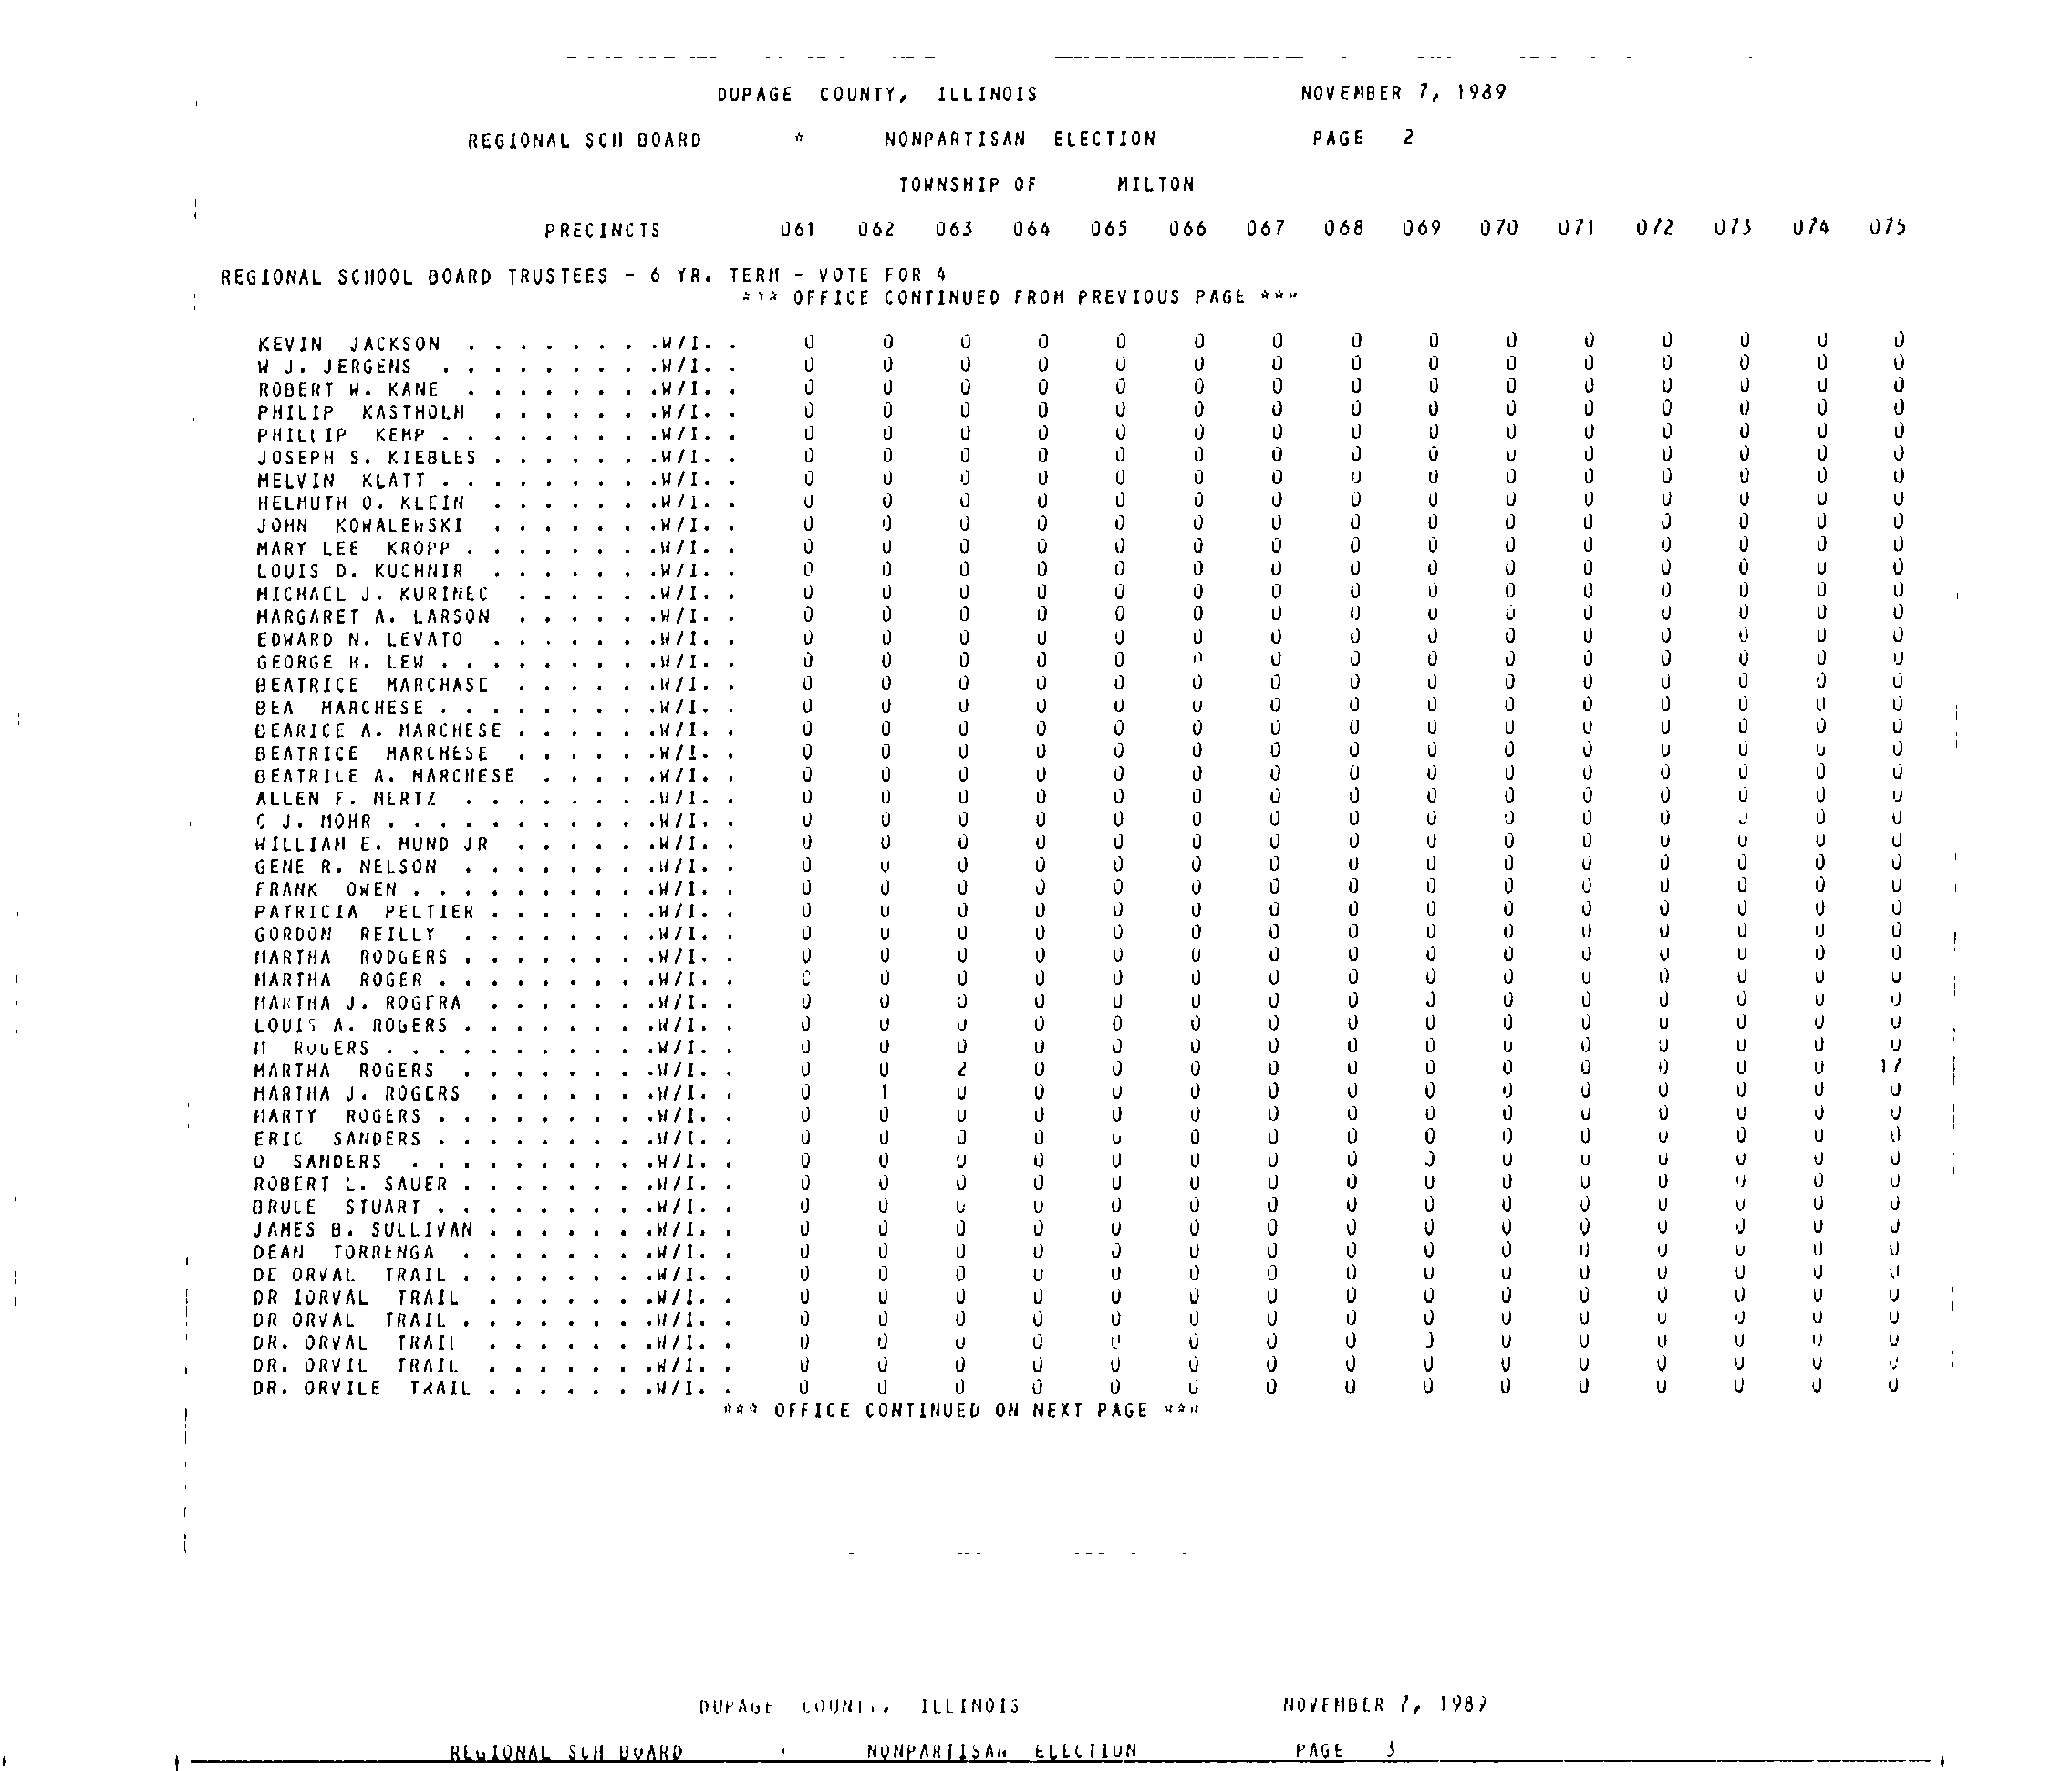 DUPAGE COUNTY, ILLINOIS NOVEMBER 7, 1989
REGIONAL SCH BOARD * NONPARTISAN ELECTION PAGE 2
TOWNSHIP OF MILTON
PRECINCTS 061 062 063 064 065 066 067 068 069 070 071 072 073 074 075
REGIONAL SCHOOL BOARD TRUSTEES - 6 YR. TERM - VOTE FOR 4
*** OFFICE CONTINUED FROM PREVIOUS PAGE ***
KEVIN JACKSON . . . . . . . .W/I. . 0 0 0 0 0 0 0 0 0 0 0 0 0 0 0
W J. JERGENS . . . . . . . . .W/I. . 0 0 0 0 0 0 0 0 0 0 0 0 0 0 0
ROBERT W. KANE . . . . . . . .W/I. . 0 0 0 0 0 0 0 0 0 0 0 0 0 0 0
PHILIP KASTHOLM . . . . . . .W/I. . 0 0 0 0 0 0 0 0 0 0 0 0 0 0 0
PHILLIP KEMP . . . . . . . . .W/I. . 0 0 0 0 0 0 0 0 0 0 0 0 0 0 0
JOSEPH S. KIEBLES . . . . . . .W/I. . 0 0 0 0 0 0 0 0 0 0 0 0 0 0 0
MELVIN KLATT . . . . . . . . .W/I. . 0 0 0 0 0 0 0 0 0 0 0 0 0 0 0
HELMUTH O. KLEIN . . . . . . .W/I. . 0 0 0 0 0 0 0 0 0 0 0 0 0 0 0
JOHN KOWALEWSKI . . . . . . .W/I. . 0 0 0 0 0 0 0 0 0 0 0 0 0 0 0
MARY LEE KROPP . . . . . . . .W/I. . 0 0 0 0 0 0 0 0 0 0 0 0 0 0 0
LOUIS D. KUCHNIR . . . . . . .W/I. . 0 0 0 0 0 0 0 0 0 0 0 0 0 0 0
MICHAEL J. KURINEC . . . . . .W/I. . 0 0 0 0 0 0 0 0 0 0 0 0 0 0 0
MARGARET A. LARSON . . . . . .W/I. . 0 0 0 0 0 0 0 0 0 0 0 0 0 0 0
EDWARD N. LEVATO . . . . . . .W/I. . 0 0 0 0 0 0 0 0 0 0 0 0 0 0 0
GEORGE H. LEW . . . . . . . . .W/I. . 0 0 0 0 0 0 0 0 0 0 0 0 0 0 0
BEATRICE MARCHASE . . . . . .W/I. . 0 0 0 0 0 0 0 0 0 0 0 0 0 0 0
BEA MARCHESE . . . . . . . . .W/I. . 0 0 0 0 0 0 0 0 0 0 0 0 0 0 0
BEARICE A. MARCHESE . . . . . .W/I. . 0 0 0 0 0 0 0 0 0 0 0 0 0 0 0
BEATRICE MARCHESE . . . . . .W/I. . 0 0 0 0 0 0 0 0 0 0 0 0 0 0 0
BEATRILE A. MARCHESE . . . . .W/I. . 0 0 0 0 0 0 0 0 0 0 0 0 0 0 0
ALLEN F. MERTZ . . . . . . . .W/I. . 0 0 0 0 0 0 0 0 0 0 0 0 0 0 0
C J. MOHR . . . . . . . . . . .W/I. . 0 0 0 0 0 0 0 0 0 0 0 0 0 0 0
WILLIAM E. MUND JR . . . . . .W/I. . 0 0 0 0 0 0 0 0 0 0 0 0 0 0 0
GENE R. NELSON . . . . . . . .W/I. . 0 0 0 0 0 0 0 0 0 0 0 0 0 0 0
FRANK OWEN . . . . . . . . . .W/I. . 0 0 0 0 0 0 0 0 0 0 0 0 0 0 0
PATRICIA PELTIER . . . . . . .W/I. . 0 0 0 0 0 0 0 0 0 0 0 0 0 0 0
GORDON REILLY . . . . . . . .W/I. . 0 0 0 0 0 0 0 0 0 0 0 0 0 0 0
MARTHA RODGERS . . . . . . . .W/I. . 0 0 0 0 0 0 0 0 0 0 0 0 0 0 0
MARTHA ROGER . . . . . . . . .W/I. . 0 0 0 0 0 0 0 0 0 0 0 0 0 0 0
MARTHA J. ROGERA . . . . . . .W/I. . 0 0 0 0 0 0 0 0 0 0 0 0 0 0 0
LOUIS A. ROGERS . . . . . . . .W/I. . 0 0 0 0 0 0 0 0 0 0 0 0 0 0 0
M ROGERS . . . . . . . . . . .W/I. . 0 0 0 0 0 0 0 0 0 0 0 0 0 0 0
MARTHA ROGERS . . . . . . . .W/I. . 0 0 2 0 0 0 0 0 0 0 0 0 0 0 17
MARTHA J. ROGERS . . . . . . .W/I. . 0 1 0 0 0 0 0 0 0 0 0 0 0 0 0
MARTY ROGERS . . . . . . . . .W/I. . 0 0 0 0 0 0 0 0 0 0 0 0 0 0 0
ERIC SANDERS . . . . . . . . .W/I. . 0 0 0 0 0 0 0 0 0 0 0 0 0 0 0
O SANDERS . . . . . . . . . .W/I. . 0 0 0 0 0 0 0 0 0 0 0 0 0 0 0
ROBERT L. SAUER . . . . . . . .W/I. . 0 0 0 0 0 0 0 0 0 0 0 0 0 0 0
BRUCE STUART . . . . . . . . .W/I. . 0 0 0 0 0 0 0 0 0 0 0 0 0 0 0
JAMES B. SULLIVAN . . . . . . .W/I. . 0 0 0 0 0 0 0 0 0 0 0 0 0 0 0
DEAN TORRENGA . . . . . . . .W/I. . 0 0 0 0 0 0 0 0 0 0 0 0 0 0 0
DE ORVAL TRAIL . . . . . . . .W/I. . 0 0 0 0 0 0 0 0 0 0 0 0 0 0 0
DR IORVAL TRAIL . . . . . . .W/I. . 0 0 0 0 0 0 0 0 0 0 0 0 0 0 0
DR ORVAL TRAIL . . . . . . . .W/I. . 0 0 0 0 0 0 0 0 0 0 0 0 0 0 0
DR. ORVAL TRAIL . . . . . . .W/I. . 0 0 0 0 0 0 0 0 0 0 0 0 0 0 0
DR. ORVIL TRAIL . . . . . . .W/I. . 0 0 0 0 0 0 0 0 0 0 0 0 0 0 0
DR. ORVILE TRAIL . . . . . . .W/I. . 0 0 0 0 0 0 0 0 0 0 0 0 0 0 0
*** OFFICE CONTINUED ON NEXT PAGE ***
DUPAGE COUNTY, ILLINOIS NOVEMBER 7, 1989
REGIONAL SCH BOARD NONPARTISAN ELECTION PAGE 3